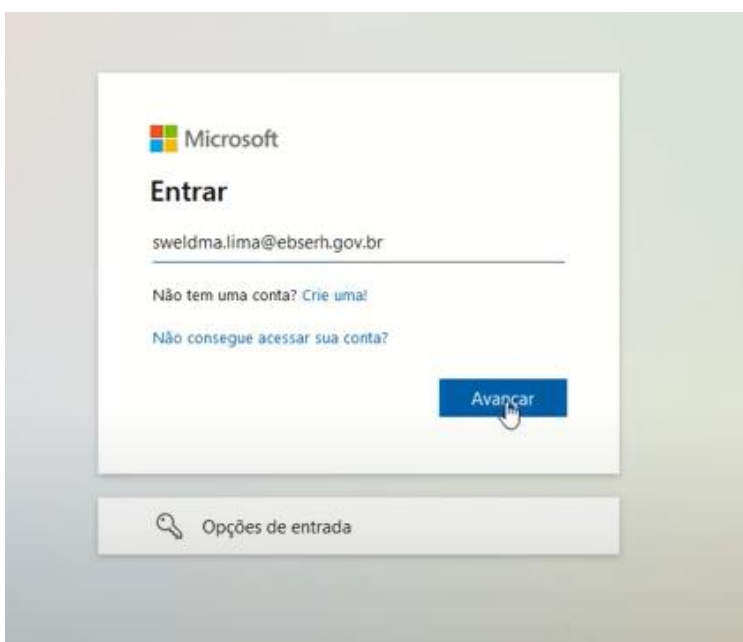 Microsoft
Entrar
sweldma.lima@ebserh.gov.br
Não tem uma conta? Crie uma!
Não consegue acessar sua conta?
Avançar
Opções de entrada